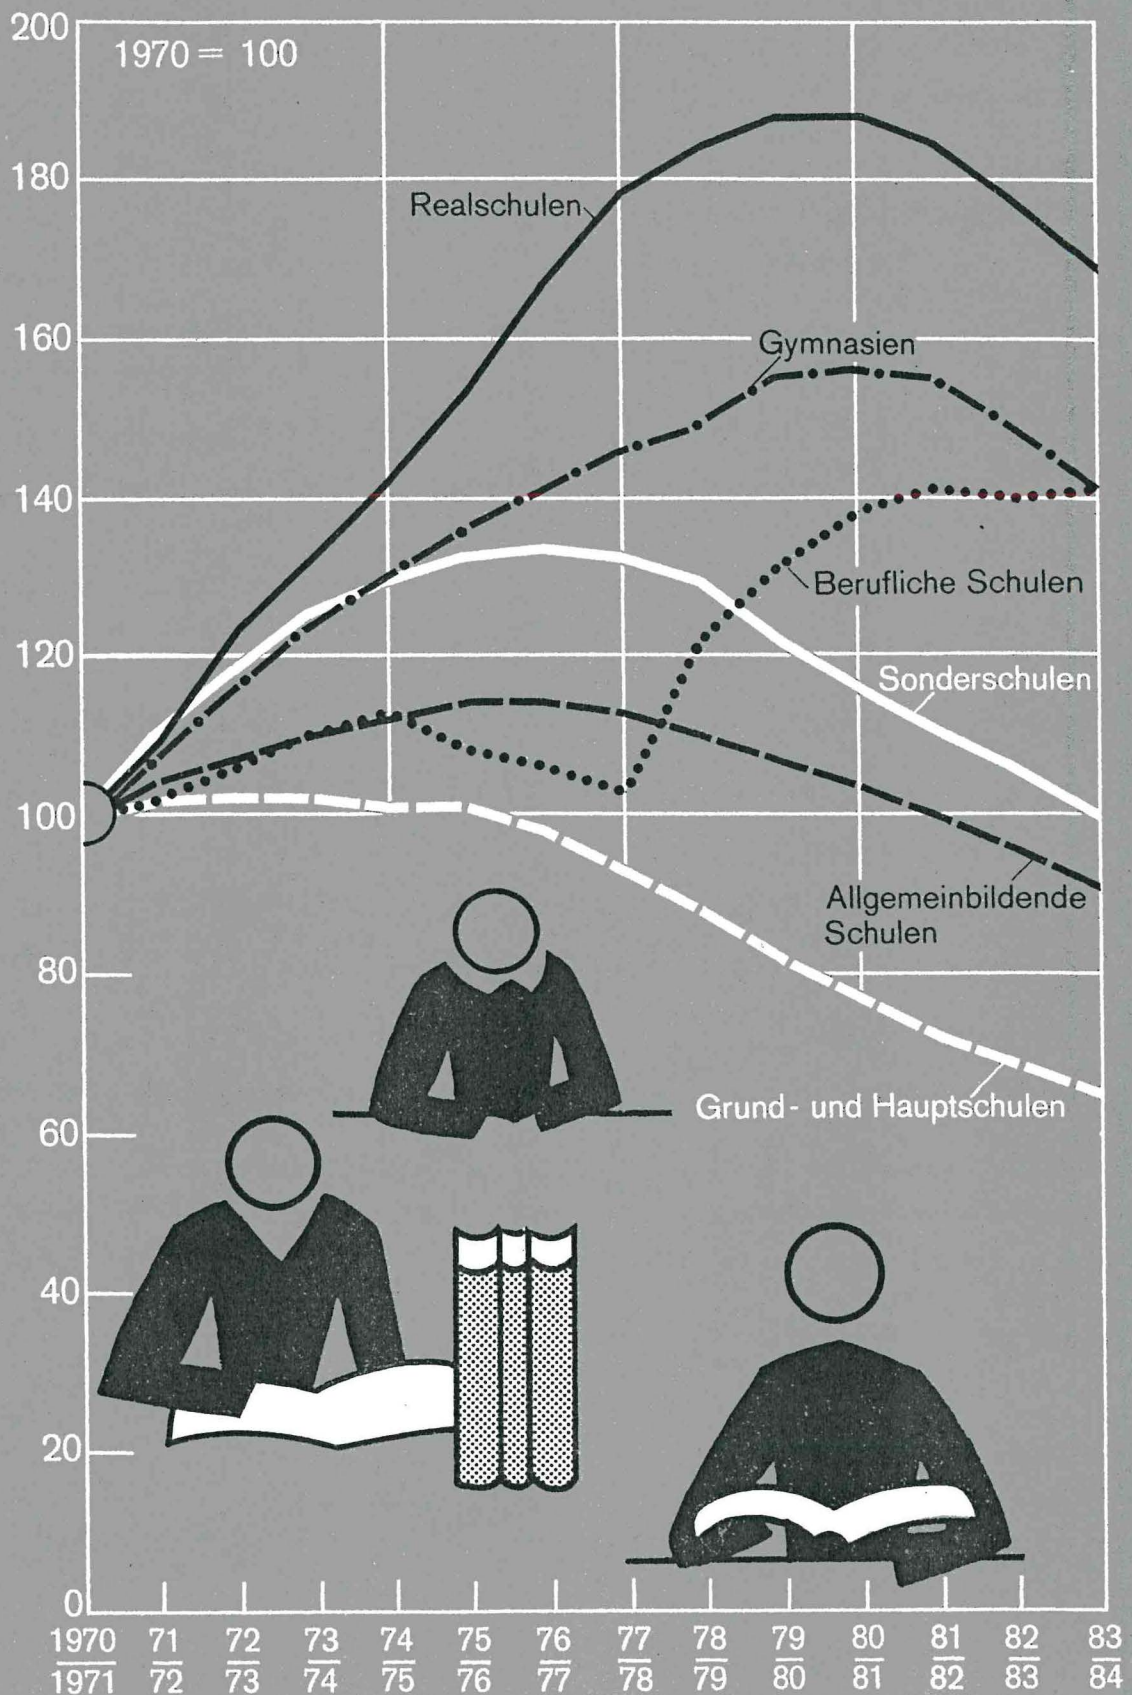 200
1970 = 100
180
Realschulen
160
Gymnasien
140
Berufliche Schulen
120
Sonderschulen
100
Allgemeinbildende
Schulen
80
Grund- und Hauptschulen
60
40
20
0
1970 71 72 73 74 75 76 77 78 79 80 81 82 83
1971 72 73 74 75 76 77 78 79 80 81 82 83 84